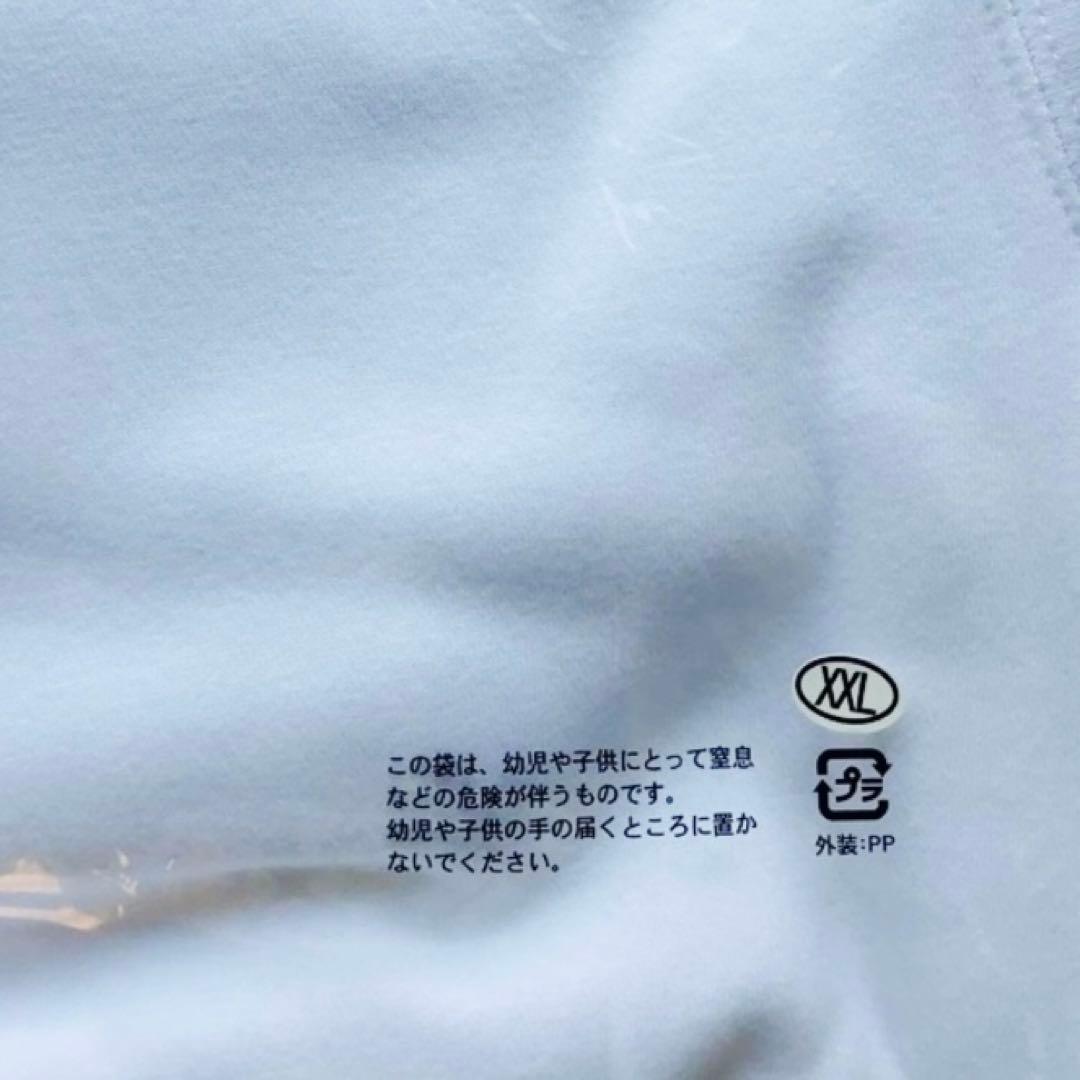 XXL
この袋は、幼児や子供にとって窒息
などの危険が伴うものです。
幼児や子供の手の届くところに置か
ないでください。
プラ
外装:PP